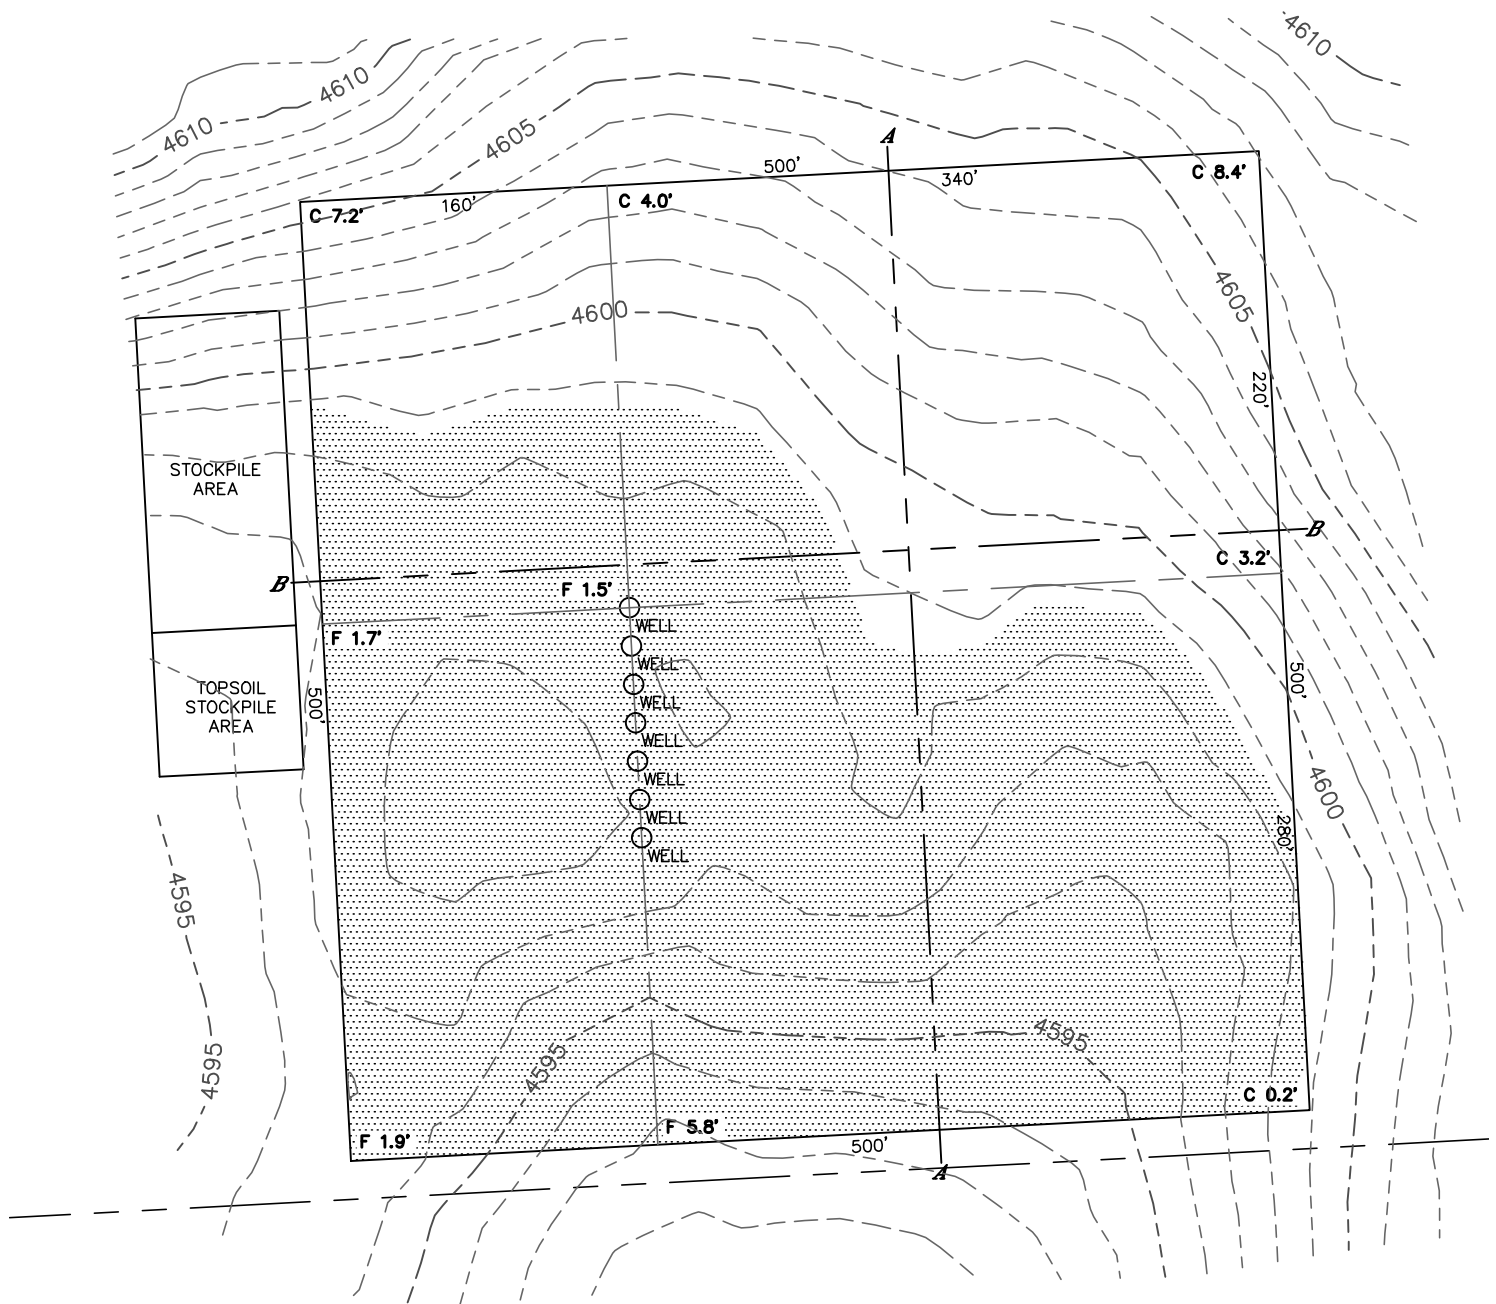 4610
4610
4610
4605
A
500'
340'
C 8.4'
160'
C 7.2'
C 4.0'
4605
4600
220'
STOCKPILE
AREA
B
C 3.2'
B
F 1.5'
WELL
F 1.7'
WELL
500'
TOPSOIL
STOCKPILE
AREA
500'
WELL
WELL
WELL
4600
WELL
280'
WELL
4595
4595
4595
4595
C 0.2'
F 1.9'
F 5.8'
500'
A